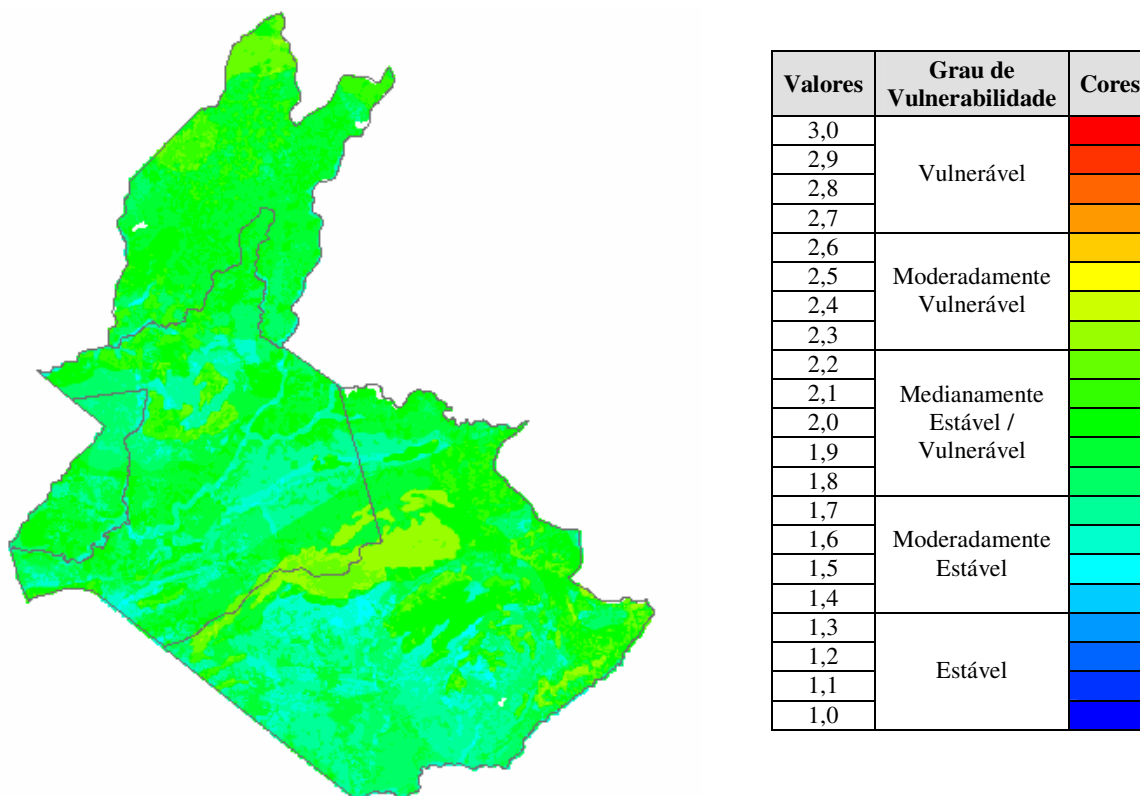 Valores Grau de Vulnerabilidade Cores
3,0
2,9
2,8
2,7
Vulnerável
2,6
2,5
2,4
2,3
Moderadamente
Vulnerável
2,2
2,1
2,0
1,9
1,8
Medianamente
Estável /
Vulnerável
1,7
1,6
1,5
1,4
Moderadamente
Estável
1,3
1,2
1,1
1,0
Estável